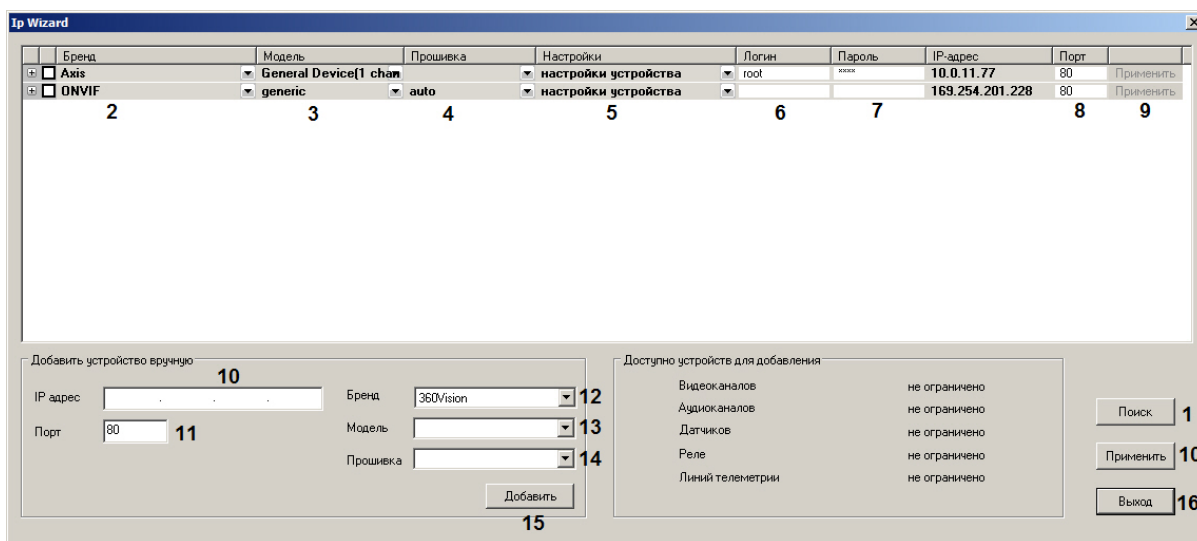 Ip Wizard
Бренд Модель Прошивка Настройки Логин Пароль IP-адрес Порт
Axis General Device(1 chan настройки устройства root **** 10.0.11.77 80 Применить
ONVIF generic auto настройки устройства 169.254.201.228 80 Применить
2 3 4 5 6 7 8 9
Добавить устройство вручную
10
IP адрес . . .
Порт 80 11
Бренд 360Vision 12
Модель 13
Прошивка 14
Добавить
15
Доступно устройств для добавления
Видеоканалов не ограничено
Аудиоканалов не ограничено
Датчиков не ограничено
Реле не ограничено
Линий телеметрии не ограничено
Поиск 1
Применить 10
Выход 16